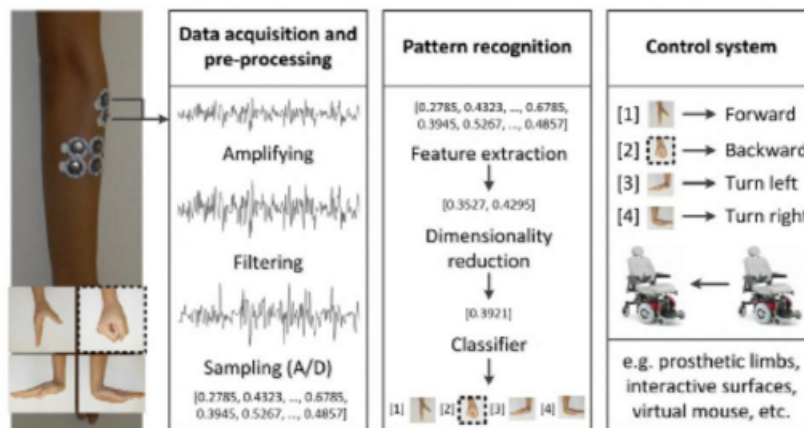 Data acquisition and
pre-processing
Amplifying
Filtering
Sampling (A/D)
[0.2785, 0.4323, ..., 0.6785,
0.3945, 0.5267, .., 0.4857]
Pattern recognition
[0.2785, 0.4323, ..., 0.6785,
0.3945, 0.5267, ..., 0.4857]
Feature extraction
[0.3527, 0.4295]
Dimensionality
reduction
[0.3921]
Classifier
[1] [2] [3] [4]
Control system
[1] → Forward
[2] → Backward
[3] → Turn left
[4] → Turn right
e.g. prosthetic limbs,
interactive surfaces,
virtual mouse, etc.